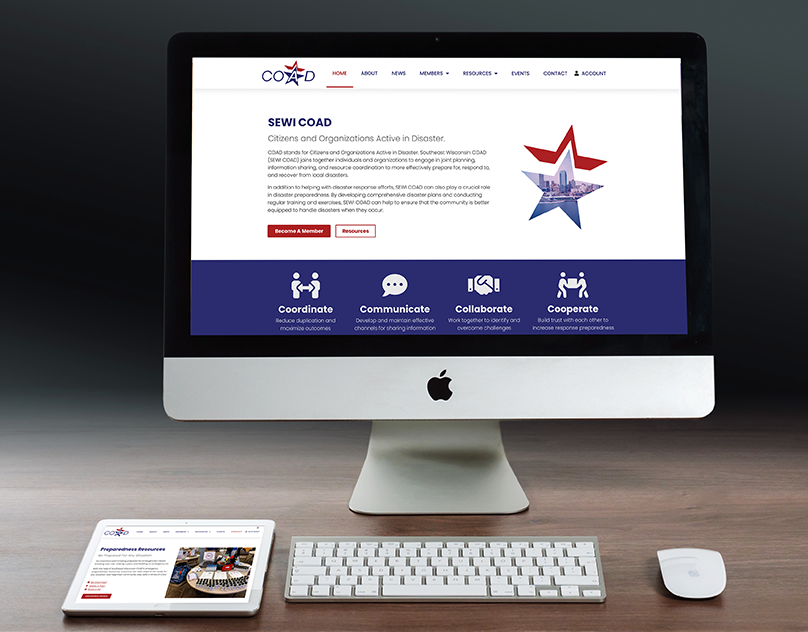 COAD HOME ABOUT NEWS MEMBERS RESOURCES EVENTS CONTACT ACCOUNT
SEWI COAD
Citizens and Organizations Active in Disaster.
COAD stands for Citizens and Organizations Active in Disaster. Southeast Wisconsin COAD
(SEWI COAD) joins together individuals and organizations to engage in joint planning,
information sharing, and resource coordination to more effectively prepare for, respond to,
and recover from local disasters.
In addition to helping with disaster response efforts, SEWI COAD can also play a crucial role
in disaster preparedness. By developing comprehensive disaster plans and conducting
regular training and exercises, SEWI COAD can help to ensure that the community is better
equipped to handle disasters when they occur.
Become A Member Resources
Coordinate Communicate Collaborate Cooperate
Reduce duplication and Develop and maintain effective Work together to identify and Build trust with each other to
maximize outcomes channels for sharing information overcome challenges increase response preparedness
COAD
Preparedness Resources